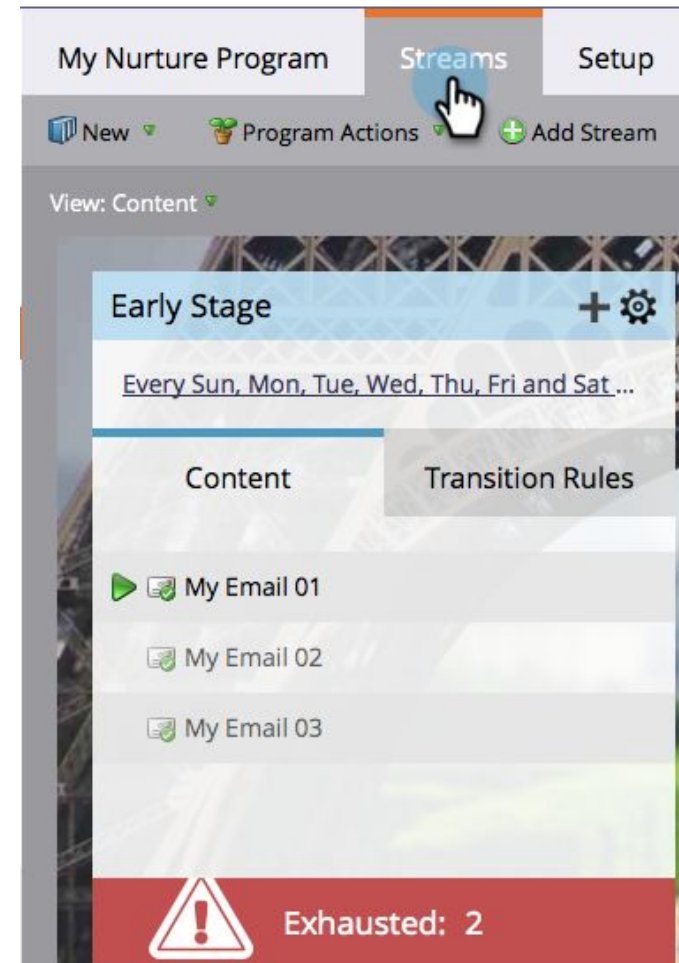 My Nurture Program Streams Setup
New Program Actions Add Stream
View: Content
Early Stage
Every Sun, Mon, Tue, Wed, Thu, Fri and Sat ...
Content Transition Rules
My Email 01
My Email 02
My Email 03
Exhausted: 2